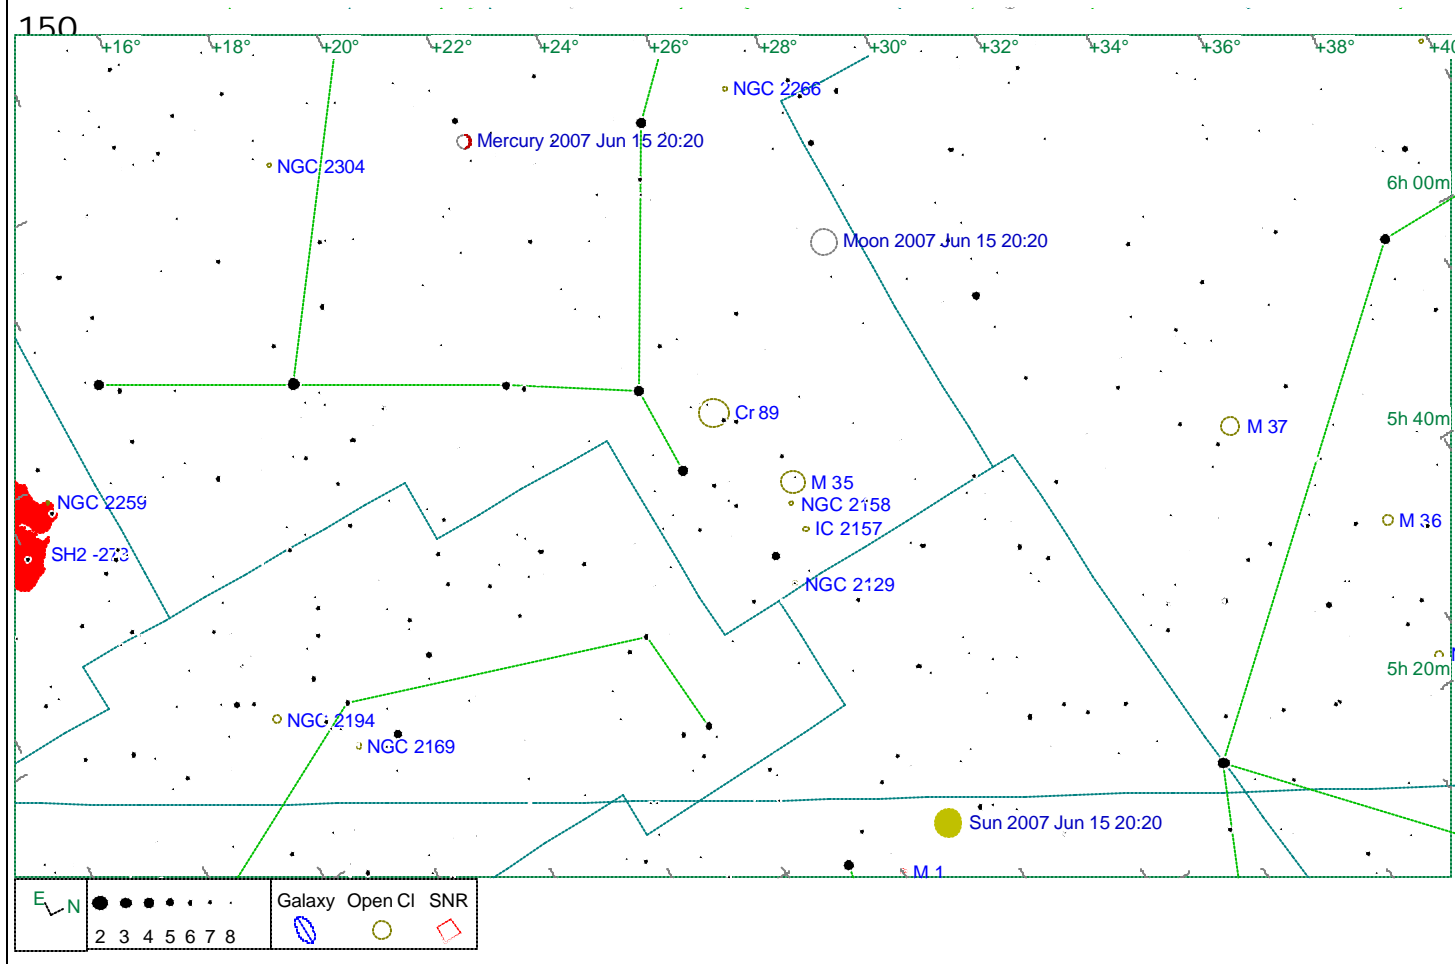 150
+16° +18° +20° +22° +24° +26° +28° +30° +32° +34° +36° +38° +40
NGC 2266
Mercury 2007 Jun 15 20:20
NGC 2304
6h 00m
Moon 2007 Jun 15 20:20
Cr 89
5h 40m
M 37
M 35
NGC 2259
NGC 2158
M 36
IC 2157
SH2 -273
NGC 2129
5h 20m
NGC 2194
NGC 2169
Sun 2007 Jun 15 20:20
M 1
E N
Galaxy Open Cl SNR
2 3 4 5 6 7 8